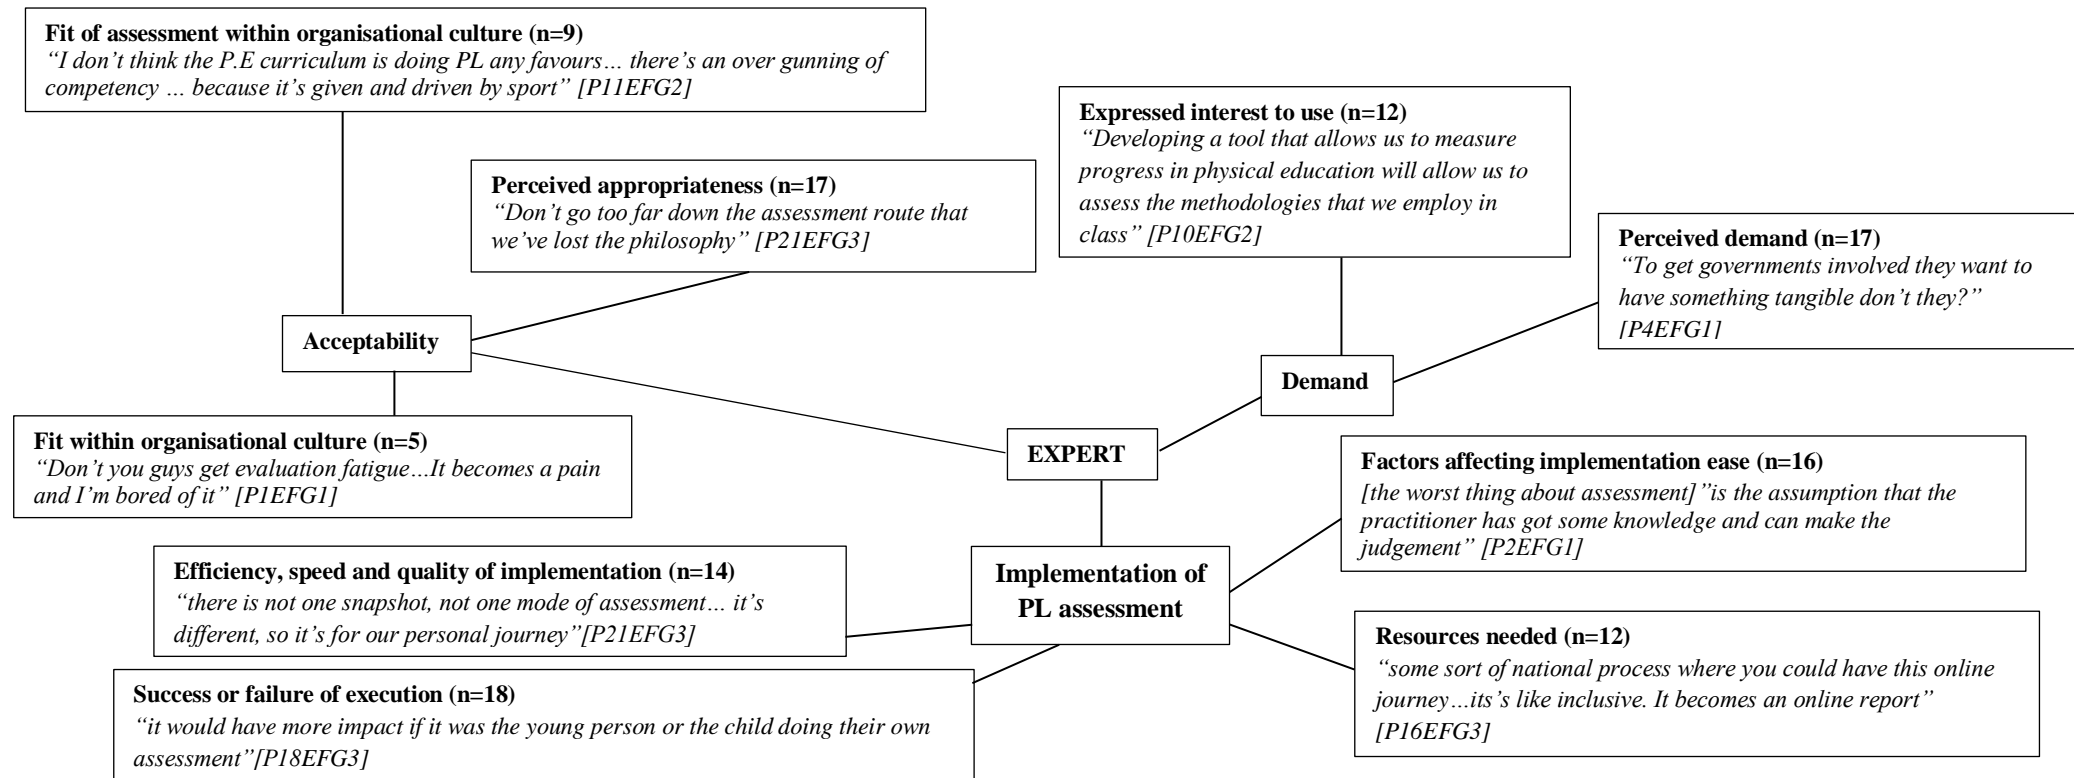 Fit of assessment within organisational culture (n=9)
“I don’t think the P.E curriculum is doing PL any favours… there’s an over gunning of
competency … because it’s given and driven by sport” [P11EFG2]
Expressed interest to use (n=12)
“Developing a tool that allows us to measure
progress in physical education will allow us to
assess the methodologies that we employ in
class” [P10EFG2]
Perceived appropriateness (n=17)
“Don’t go too far down the assessment route that
we’ve lost the philosophy” [P21EFG3]
Perceived demand (n=17)
“To get governments involved they want to
have something tangible don’t they?”
[P4EFG1]
Acceptability
Demand
Fit within organisational culture (n=5)
“Don’t you guys get evaluation fatigue…It becomes a pain
and I’m bored of it” [P1EFG1]
EXPERT
Factors affecting implementation ease (n=16)
[the worst thing about assessment] ”is the assumption that the
practitioner has got some knowledge and can make the
judgement” [P2EFG1]
Efficiency, speed and quality of implementation (n=14)
“there is not one snapshot, not one mode of assessment… it’s
different, so it’s for our personal journey”[P21EFG3]
Implementation of
PL assessment
Resources needed (n=12)
“some sort of national process where you could have this online
journey…its’s like inclusive. It becomes an online report”
[P16EFG3]
Success or failure of execution (n=18)
“it would have more impact if it was the young person or the child doing their own
assessment”[P18EFG3]